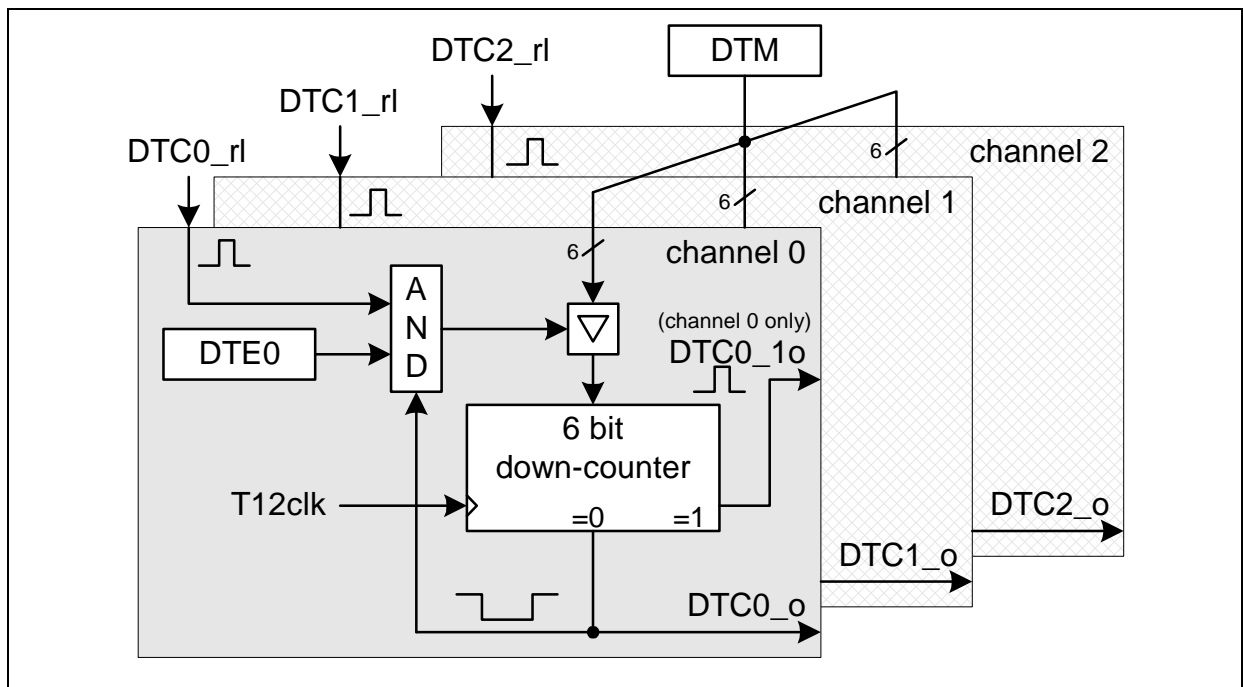 DTC2_rl
DTM
DTC1_rl
DTC0_rl
6
channel 2
6
channel 1
6
channel 0
A
N
D
(channel 0 only)
DTE0
DTC0_1o
6 bit
down-counter
T12clk
=0 =1
DTC2_o
DTC1_o
DTC0_o